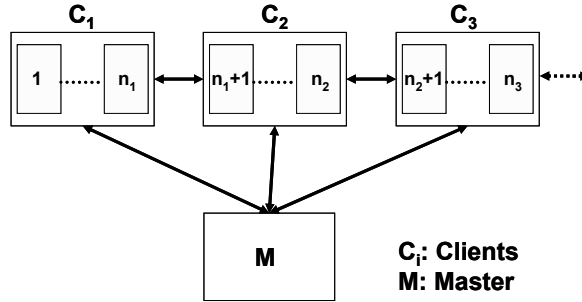 C₁ C₂ C₃
1 ....... n₁ n₁+1 ....... n₂ n₂+1 ....... n₃
M
Cᵢ: Clients
M: Master